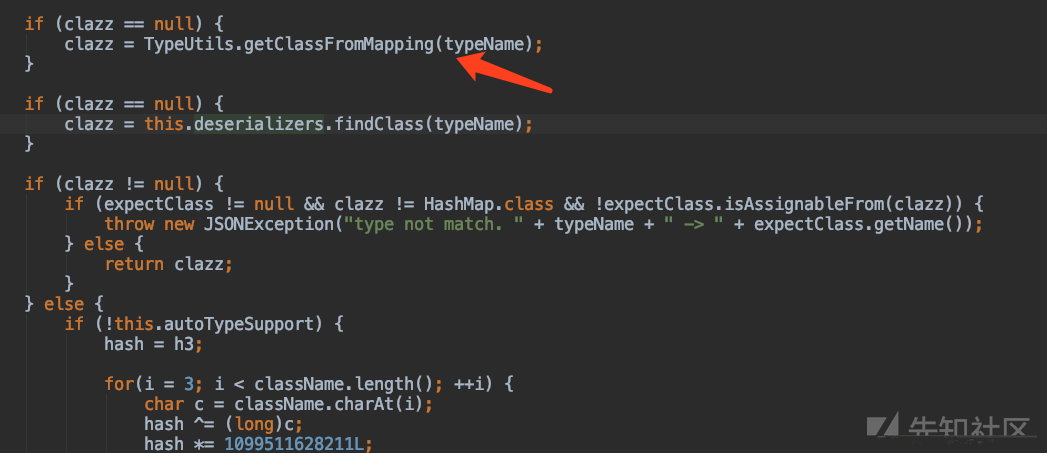 if (clazz == null) {
clazz = TypeUtils.getClassFromMapping(typeName);
}
if (clazz == null) {
clazz = this.deserializers.findClass(typeName);
}
if (clazz != null) {
if (expectClass != null && clazz != HashMap.class && !expectClass.isAssignableFrom(clazz)) {
throw new JSONException("type not match. " + typeName + " -> " + expectClass.getName());
} else {
return clazz;
}
} else {
if (!this.autoTypeSupport) {
hash = h3;
for(i = 3; i < className.length(); ++i) {
char c = className.charAt(i);
hash ^= (long)c;
hash *= 1099511628211L;
先知社区